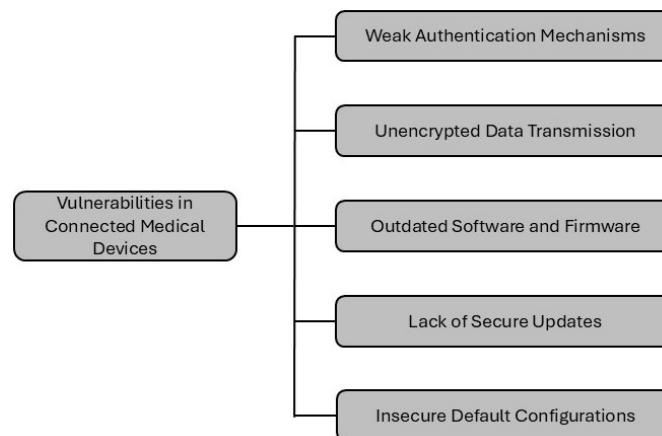 Weak Authentication Mechanisms
Unencrypted Data Transmission
Vulnerabilities in
Connected Medical
Devices
Outdated Software and Firmware
Lack of Secure Updates
Insecure Default Configurations